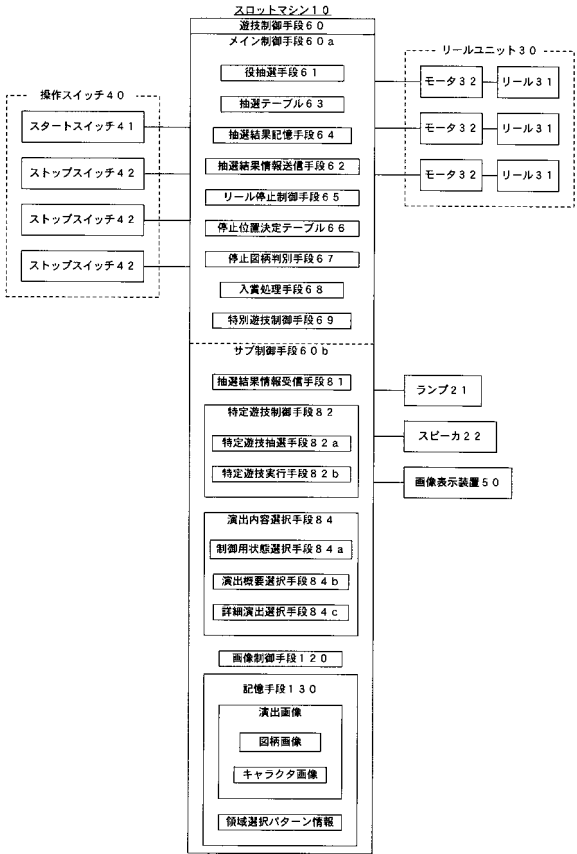 スロットマシン10
遊技制御手段60
メイン制御手段60a
役抽選手段61
抽選テーブル63
抽選結果記憶手段64
抽選結果情報送信手段62
リール停止制御手段65
停止位置決定テーブル66
停止図柄判別手段67
入賞処理手段68
特別遊技制御手段69
操作スイッチ40
スタートスイッチ41
ストップスイッチ42
ストップスイッチ42
ストップスイッチ42
リールユニット30
モータ32
リール31
モータ32
リール31
モータ32
リール31
サブ制御手段60b
抽選結果情報受信手段81
特定遊技制御手段82
特定遊技抽選手段82a
特定遊技実行手段82b
演出内容選択手段84
制御用状態選択手段84a
演出概要選択手段84b
詳細演出選択手段84c
画像制御手段120
記憶手段130
演出画像
図柄画像
キャラクタ画像
領域選択パターン情報
ランプ21
スピーカ22
画像表示装置50